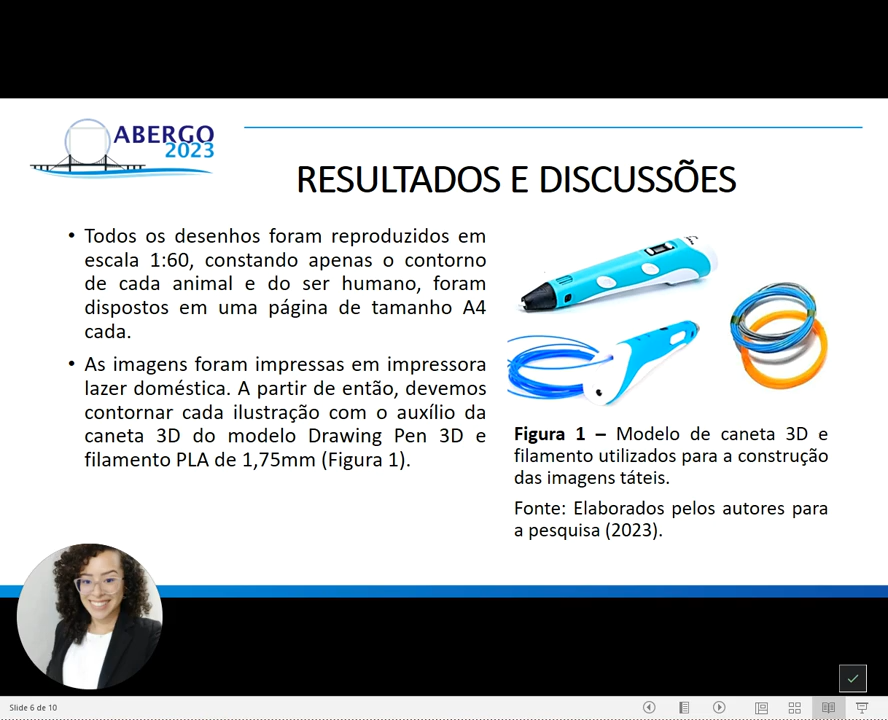 ABERGO
2023
RESULTADOS E DISCUSSÕES
• Todos os desenhos foram reproduzidos em
escala 1:60, constando apenas o contorno
de cada animal e do ser humano, foram
dispostos em uma página de tamanho A4
cada.
• As imagens foram impressas em impressora
lazer doméstica. A partir de então, devemos
contornar cada ilustração com o auxílio da
caneta 3D do modelo Drawing Pen 3D e
filamento PLA de 1,75mm (Figura 1).
Figura 1 – Modelo de caneta 3D e
filamento utilizados para a construção
das imagens táteis.
Fonte: Elaborados pelos autores para
a pesquisa (2023).
Slide 6 de 10